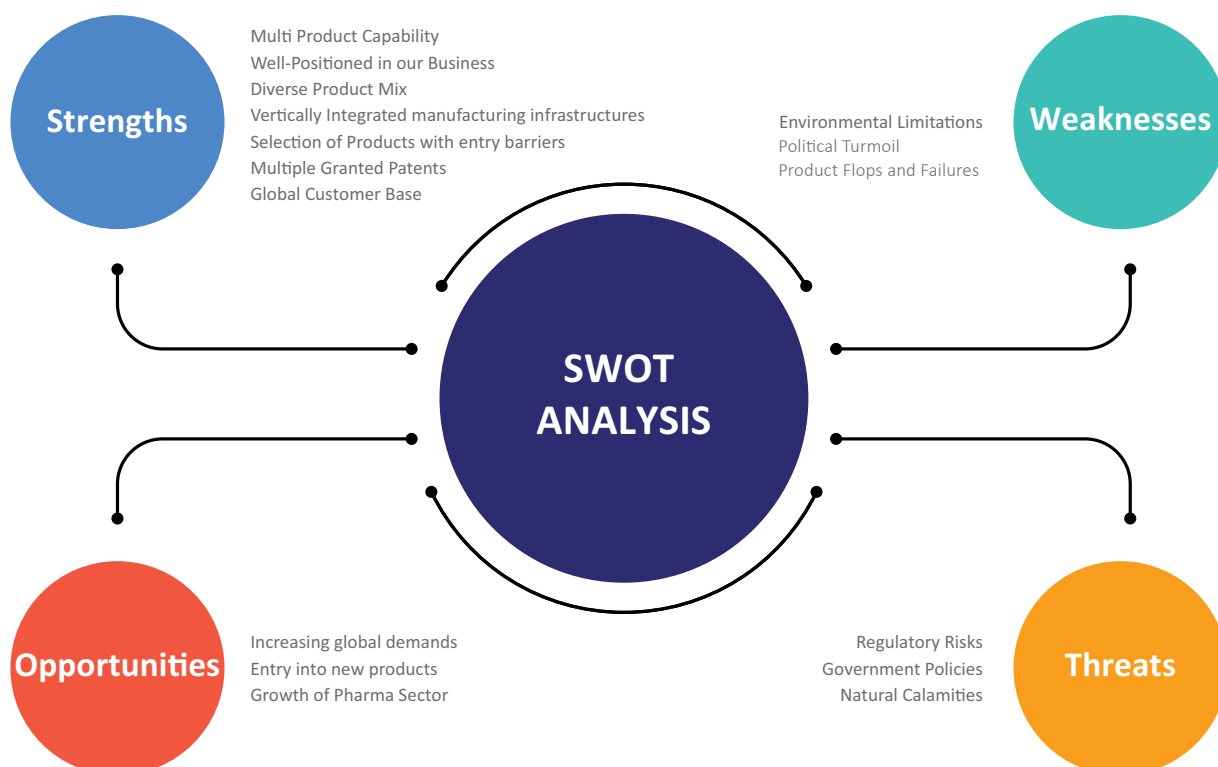 Strengths
Multi Product Capability
Well-Positioned in our Business
Diverse Product Mix
Vertically Integrated manufacturing infrastructures
Selection of Products with entry barriers
Multiple Granted Patents
Global Customer Base
Weaknesses
Environmental Limitations
Political Turmoil
Product Flops and Failures
SWOT
ANALYSIS
Opportunities
Increasing global demands
Entry into new products
Growth of Pharma Sector
Threats
Regulatory Risks
Government Policies
Natural Calamities